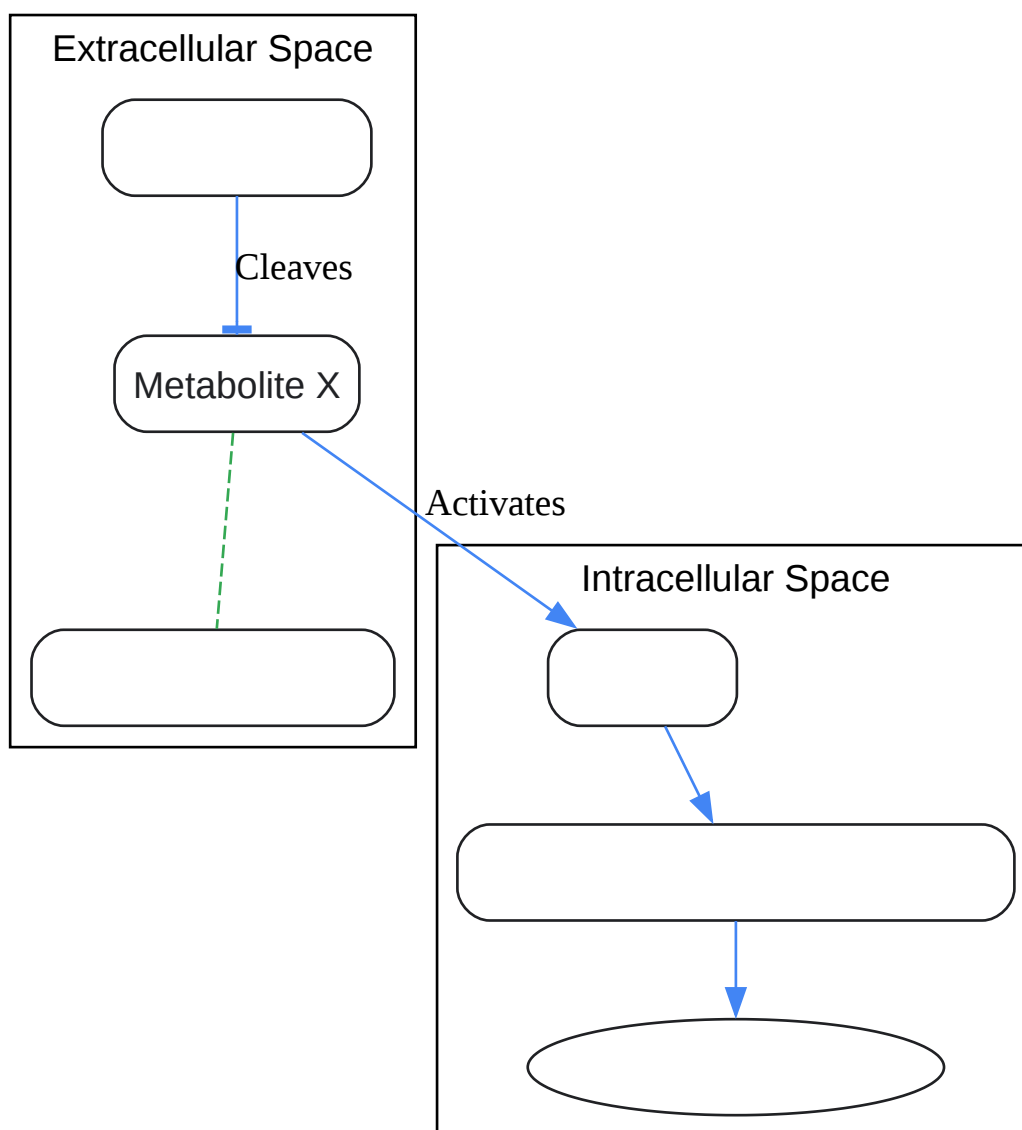 Extracellular Space
Cleaves
Metabolite X
Activates
Intracellular Space